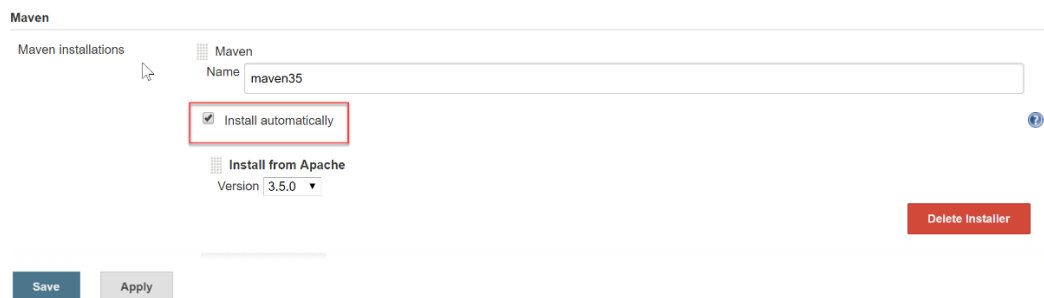 Maven
Maven installations
Maven
Name maven35
Install automatically
Install from Apache
Version 3.5.0
Delete Installer
Save Apply